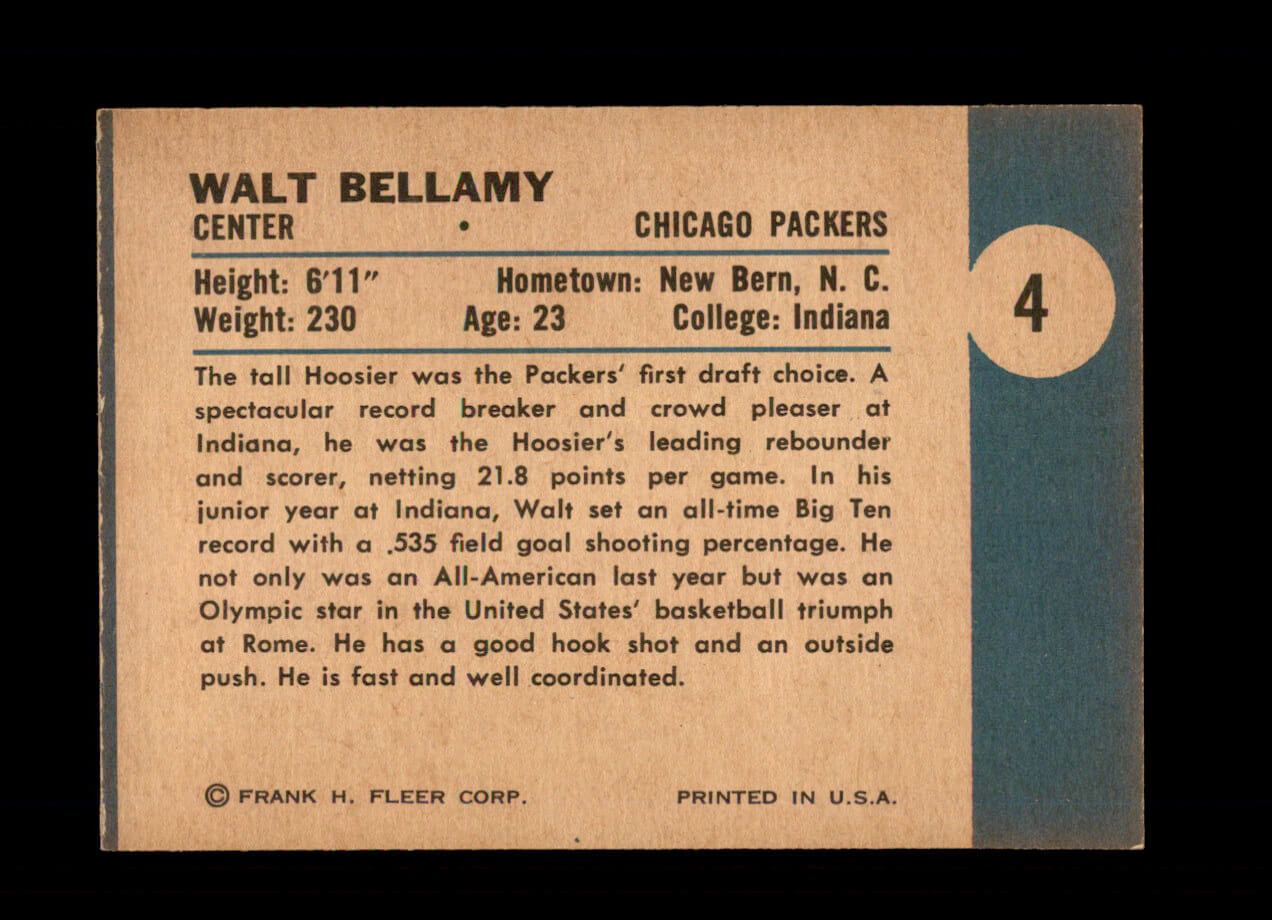 WALT BELLAMY
CENTER • CHICAGO PACKERS
Height: 6'11" Hometown: New Bern, N. C.
Weight: 230 Age: 23 College: Indiana
4
The tall Hoosier was the Packers' first draft choice. A
spectacular record breaker and crowd pleaser at
Indiana, he was the Hoosier's leading rebounder
and scorer, netting 21.8 points per game. In his
junior year at Indiana, Walt set an all-time Big Ten
record with a .535 field goal shooting percentage. He
not only was an All-American last year but was an
Olympic star in the United States' basketball triumph
at Rome. He has a good hook shot and an outside
push. He is fast and well coordinated.
© FRANK H. FLEER CORP. PRINTED IN U.S.A.